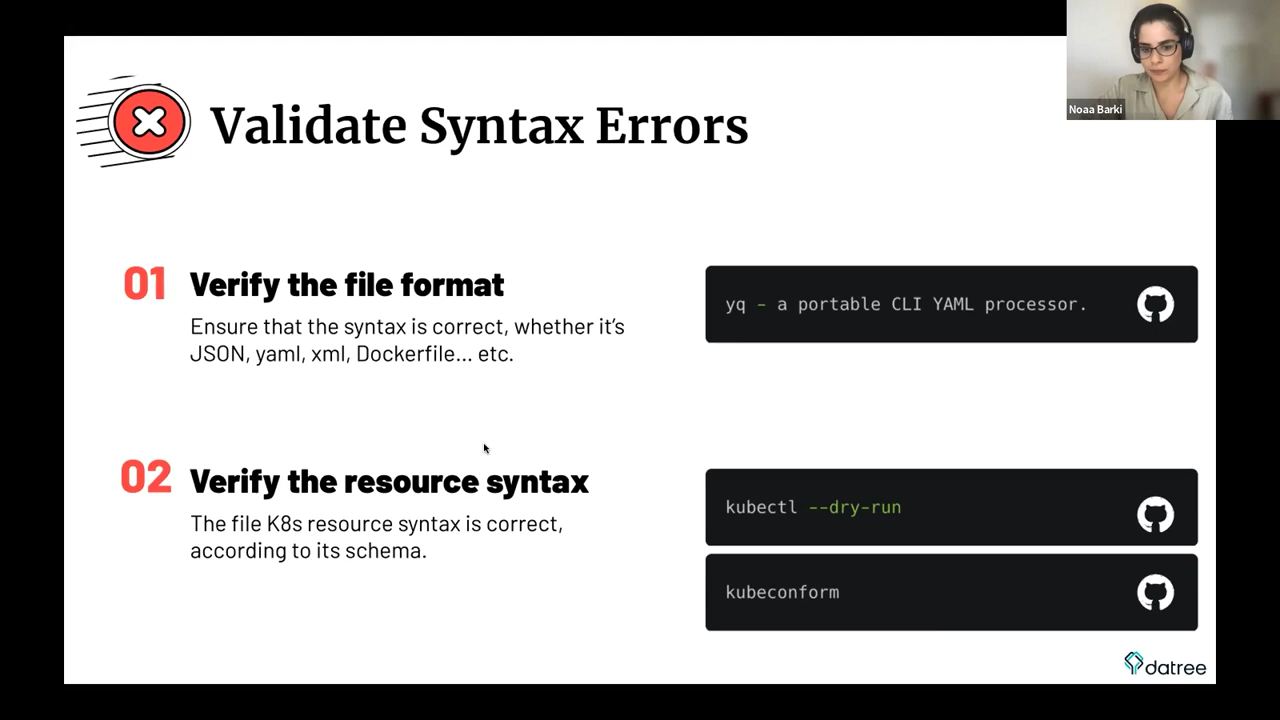 Noaa Barki
Validate Syntax Errors
01
Verify the file format
Ensure that the syntax is correct, whether it’s
JSON, yaml, xml, Dockerfile... etc.
yq - a portable CLI YAML processor.
02
Verify the resource syntax
The file K8s resource syntax is correct,
according to its schema.
kubectl --dry-run
kubeconform
datree